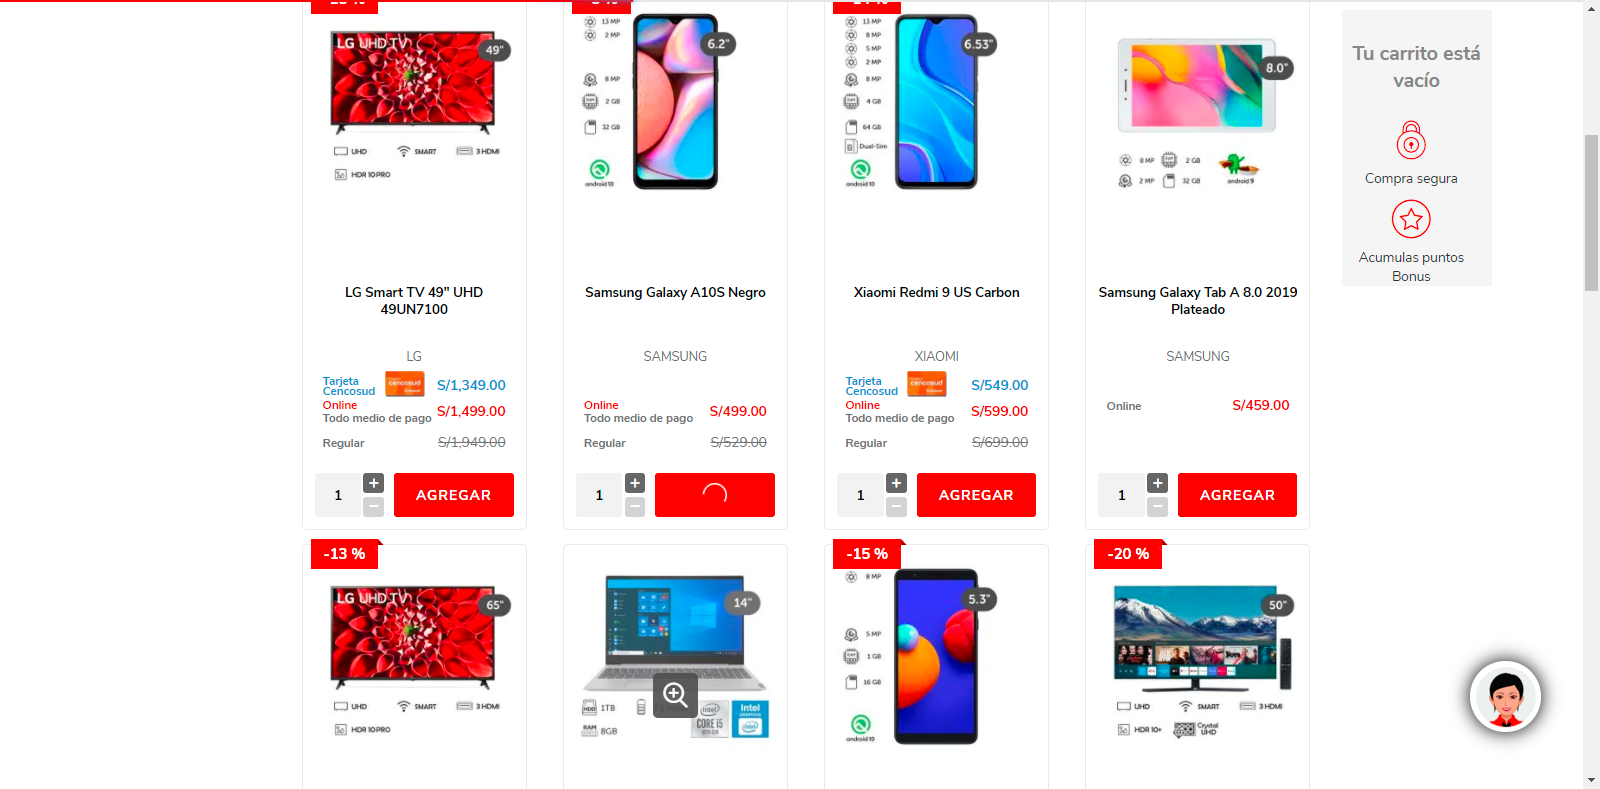 LG UHD TV
49"
UHD
SMART
3 HDMI
HDR 10 PRO
LG Smart TV 49" UHD
49UN7100
LG
Tarjeta
Cencosud
cencosud
S/1,349.00
Online
Todo medio de pago
S/1,499.00
Regular
S/1,949.00
1
+
−
AGREGAR
13 MP
2 MP
8 MP
2 GB
32 GB
android 10
6.2"
Samsung Galaxy A10S Negro
SAMSUNG
Online
Todo medio de pago
S/499.00
Regular
S/529.00
1
+
−
13 MP
8 MP
5 MP
2 MP
8 MP
4 GB
64 GB
Dual-Sim
android 10
6.53"
Xiaomi Redmi 9 US Carbon
XIAOMI
Tarjeta
Cencosud
cencosud
S/549.00
Online
Todo medio de pago
S/599.00
Regular
S/699.00
1
+
−
AGREGAR
8.0"
8 MP
2 GB
2 MP
32 GB
android 9
Samsung Galaxy Tab A 8.0 2019
Plateado
SAMSUNG
Online
S/459.00
1
+
−
AGREGAR
Tu carrito está
vacío
Compra segura
Acumulas puntos
Bonus
-13 %
LG UHD TV
65"
UHD
SMART
3 HDMI
HDR 10 PRO
14"
HDD
1TB
RAM
8GB
intel
CORE i5
Intel
GRAPHICS
intel
-15 %
8 MP
5 MP
1 GB
16 GB
android 10
5.3"
-20 %
50"
UHD
SMART
3 HDMI
HDR 10+
Crystal
UHD